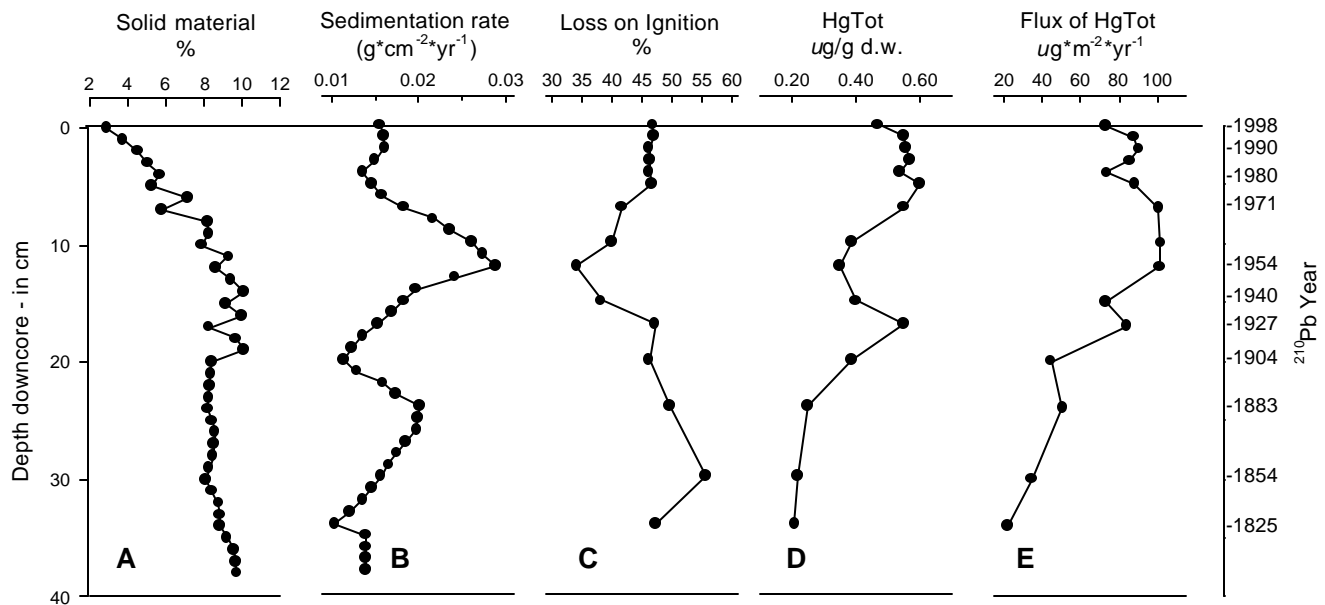 Solid material
%
2 4 6 8 10 12
Sedimentation rate
(g*cm⁻²*yr⁻¹)
0.01 0.02 0.03
Loss on Ignition
%
30 35 40 45 50 55 60
HgTot
ug/g d.w.
0.20 0.40 0.60
Flux of HgTot
ug*m⁻²*yr⁻¹
20 40 60 80 100
Depth downcore - in cm
0
10
20
30
40
A
B
C
D
E
-1998
-1990
-1980
-1971
-1954
-1940
-1927
-1904
-1883
-1854
-1825
²¹⁰Pb Year